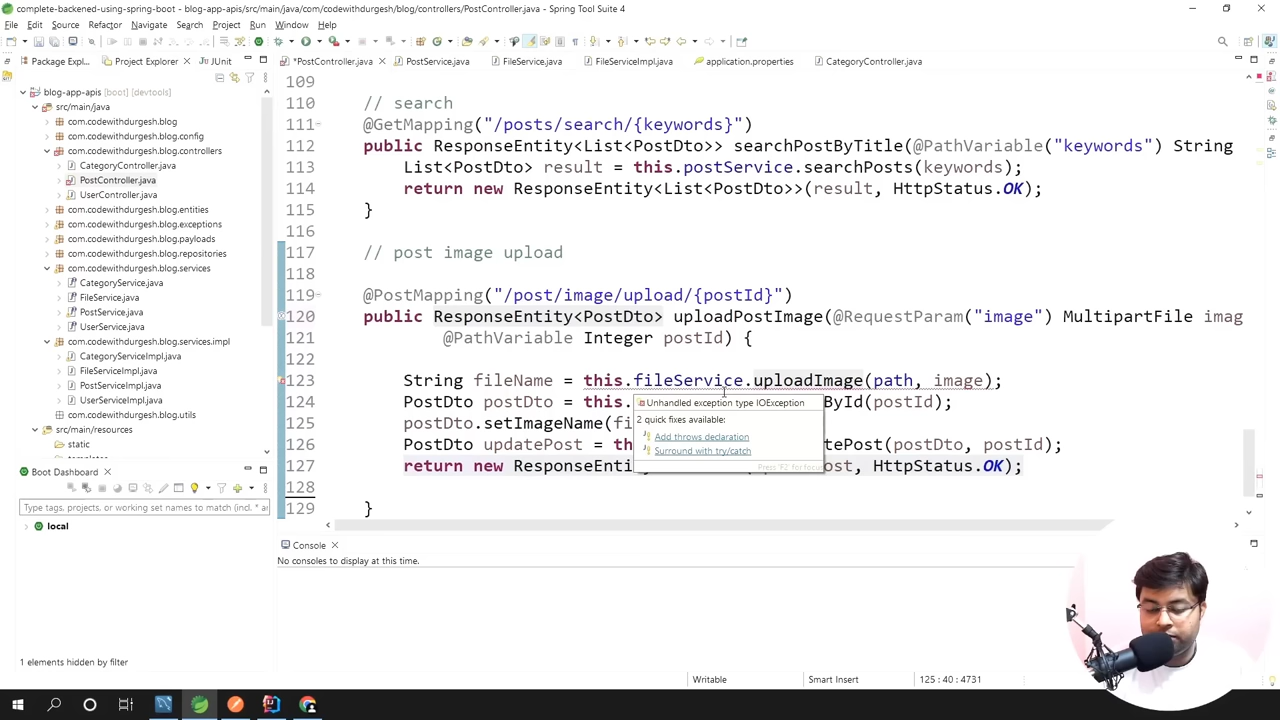 complete-backened-using-spring-boot - blog-app-apis/src/main/java/com/codewithdurgesh/blog/controllers/PostController.java - Spring Tool Suite 4
File Edit Source Refactor Navigate Search Project Run Window Help
Package Expl... Project Explorer JUnit
*PostController.java PostService.java FileService.java FileServiceImpl.java application.properties CategoryController.java
blog-app-apis [boot] [devtools]
src/main/java
com.codewithdurgesh.blog
com.codewithdurgesh.blog.config
com.codewithdurgesh.blog.controllers
CategoryController.java
PostController.java
UserController.java
com.codewithdurgesh.blog.entities
com.codewithdurgesh.blog.exceptions
com.codewithdurgesh.blog.payloads
com.codewithdurgesh.blog.repositories
com.codewithdurgesh.blog.services
CategoryService.java
FileService.java
PostService.java
UserService.java
com.codewithdurgesh.blog.services.impl
CategoryServiceImpl.java
FileServiceImpl.java
PostServiceImpl.java
UserServiceImpl.java
com.codewithdurgesh.blog.utils
src/main/resources
static
109
110 // search
111 @GetMapping("/posts/search/{keywords}")
112 public ResponseEntity<List<PostDto>> searchPostByTitle(@PathVariable("keywords") String
113 List<PostDto> result = this.postService.searchPosts(keywords);
114 return new ResponseEntity<List<PostDto>>(result, HttpStatus.OK);
115 }
116
117 // post image upload
118
119 @PostMapping("/post/image/upload/{postId}")
120 public ResponseEntity<PostDto> uploadPostImage(@RequestParam("image") MultipartFile imag
121 @PathVariable Integer postId) {
122
123 String fileName = this.fileService.uploadImage(path, image);
124 PostDto postDto = this. ById(postId);
125 postDto.setImageName(fi
126 PostDto updatePost = th tePost(postDto, postId);
127 return new ResponseEnti post, HttpStatus.OK);
128
129 }
Unhandled exception type IOException
2 quick fixes available:
Add throws declaration
Surround with try/catch
Press 'F2' for focus
Boot Dashboard
Type tags, projects, or working set names to match (incl. * a
local
1 elements hidden by filter
Console
No consoles to display at this time.
Writable Smart Insert 125 : 40 : 4731